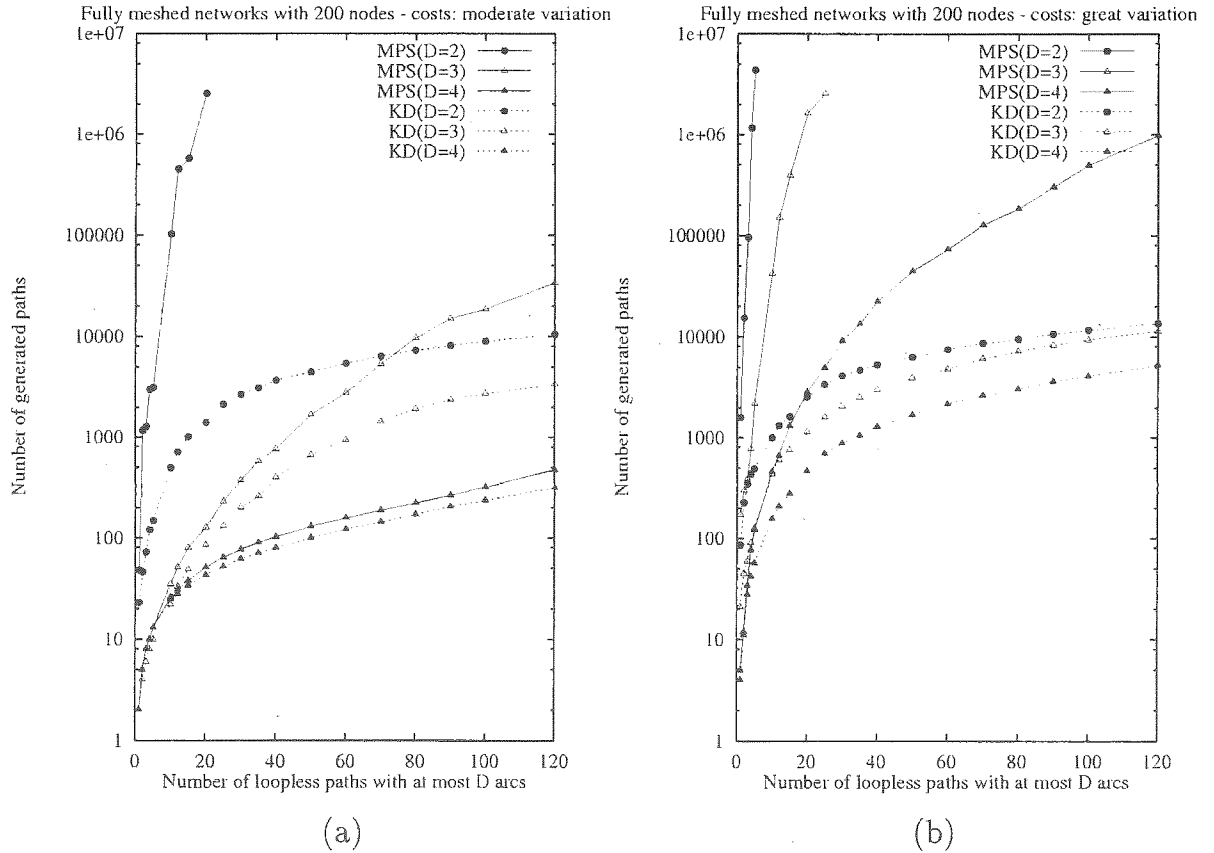 Fully meshed networks with 200 nodes - costs: moderate variation
1e+07
1e+06
100000
10000
1000
100
10
1
Number of generated paths
MPS(D=2)
MPS(D=3)
MPS(D=4)
KD(D=2)
KD(D=3)
KD(D=4)
0 20 40 60 80 100 120
Number of loopless paths with at most D arcs
(a)
Fully meshed networks with 200 nodes - costs: great variation
1e+07
1e+06
100000
10000
1000
100
10
1
Number of generated paths
MPS(D=2)
MPS(D=3)
MPS(D=4)
KD(D=2)
KD(D=3)
KD(D=4)
0 20 40 60 80 100 120
Number of loopless paths with at most D arcs
(b)